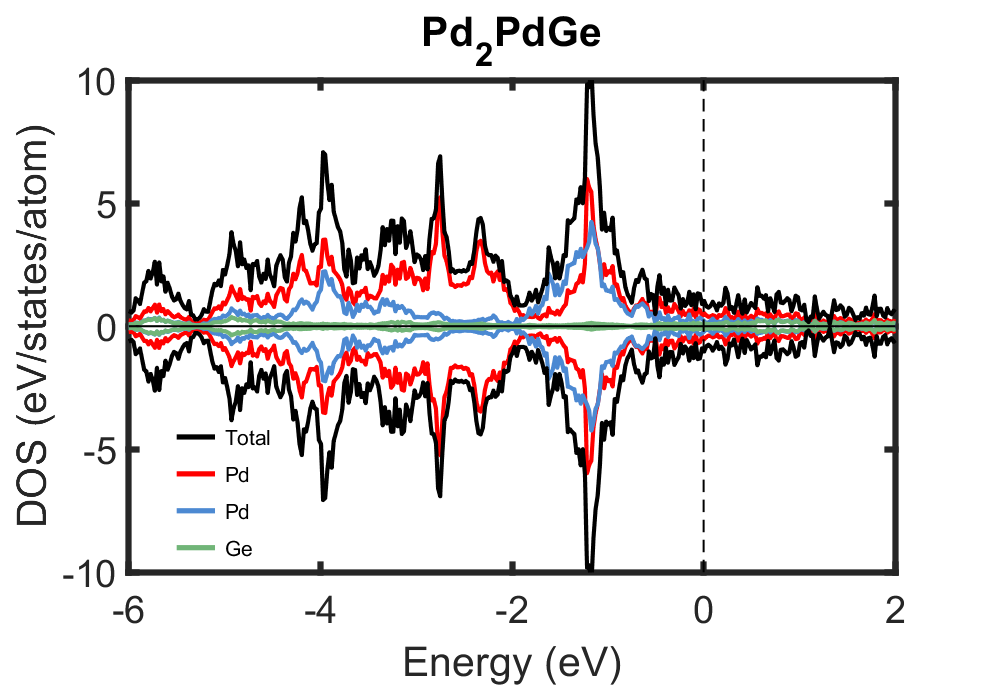 Pd₂PdGe
DOS (eV/states/atom)
10
5
0
-5
-10
Total
Pd
Pd
Ge
-6 -4 -2 0 2
Energy (eV)